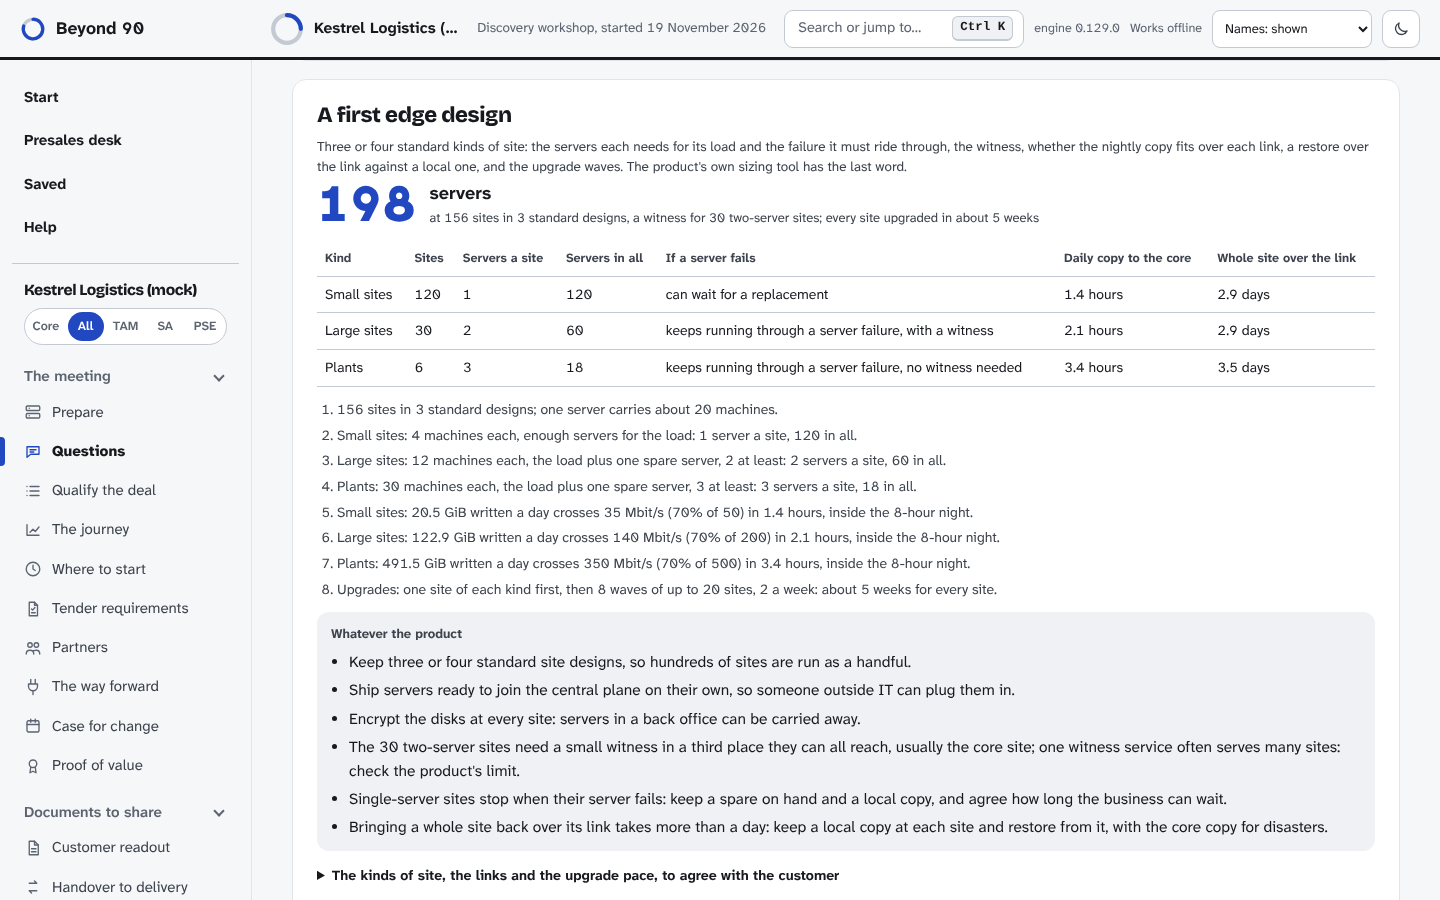 Beyond 90
Kestrel Logistics (...
Discovery workshop, started 19 November 2026
Search or jump to...
Ctrl K
engine 0.129.0
Works offline
Names: shown
Start
Presales desk
Saved
Help
Kestrel Logistics (mock)
Core All TAM SA PSE
The meeting
Prepare
Questions
Qualify the deal
The journey
Where to start
Tender requirements
Partners
The way forward
Case for change
Proof of value
Documents to share
Customer readout
Handover to delivery
A first edge design
Three or four standard kinds of site: the servers each needs for its load and the failure it must ride through, the witness, whether the nightly copy fits over each link, a restore over
the link against a local one, and the upgrade waves. The product's own sizing tool has the last word.
198 servers
at 156 sites in 3 standard designs, a witness for 30 two-server sites; every site upgraded in about 5 weeks
Kind Sites Servers a site Servers in all If a server fails Daily copy to the core Whole site over the link
Small sites 120 1 120 can wait for a replacement 1.4 hours 2.9 days
Large sites 30 2 60 keeps running through a server failure, with a witness 2.1 hours 2.9 days
Plants 6 3 18 keeps running through a server failure, no witness needed 3.4 hours 3.5 days
1. 156 sites in 3 standard designs; one server carries about 20 machines.
2. Small sites: 4 machines each, enough servers for the load: 1 server a site, 120 in all.
3. Large sites: 12 machines each, the load plus one spare server, 2 at least: 2 servers a site, 60 in all.
4. Plants: 30 machines each, the load plus one spare server, 3 at least: 3 servers a site, 18 in all.
5. Small sites: 20.5 GiB written a day crosses 35 Mbit/s (70% of 50) in 1.4 hours, inside the 8-hour night.
6. Large sites: 122.9 GiB written a day crosses 140 Mbit/s (70% of 200) in 2.1 hours, inside the 8-hour night.
7. Plants: 491.5 GiB written a day crosses 350 Mbit/s (70% of 500) in 3.4 hours, inside the 8-hour night.
8. Upgrades: one site of each kind first, then 8 waves of up to 20 sites, 2 a week: about 5 weeks for every site.
Whatever the product
• Keep three or four standard site designs, so hundreds of sites are run as a handful.
• Ship servers ready to join the central plane on their own, so someone outside IT can plug them in.
• Encrypt the disks at every site: servers in a back office can be carried away.
• The 30 two-server sites need a small witness in a third place they can all reach, usually the core site; one witness service often serves many sites:
check the product's limit.
• Single-server sites stop when their server fails: keep a spare on hand and a local copy, and agree how long the business can wait.
• Bringing a whole site back over its link takes more than a day: keep a local copy at each site and restore from it, with the core copy for disasters.
The kinds of site, the links and the upgrade pace, to agree with the customer